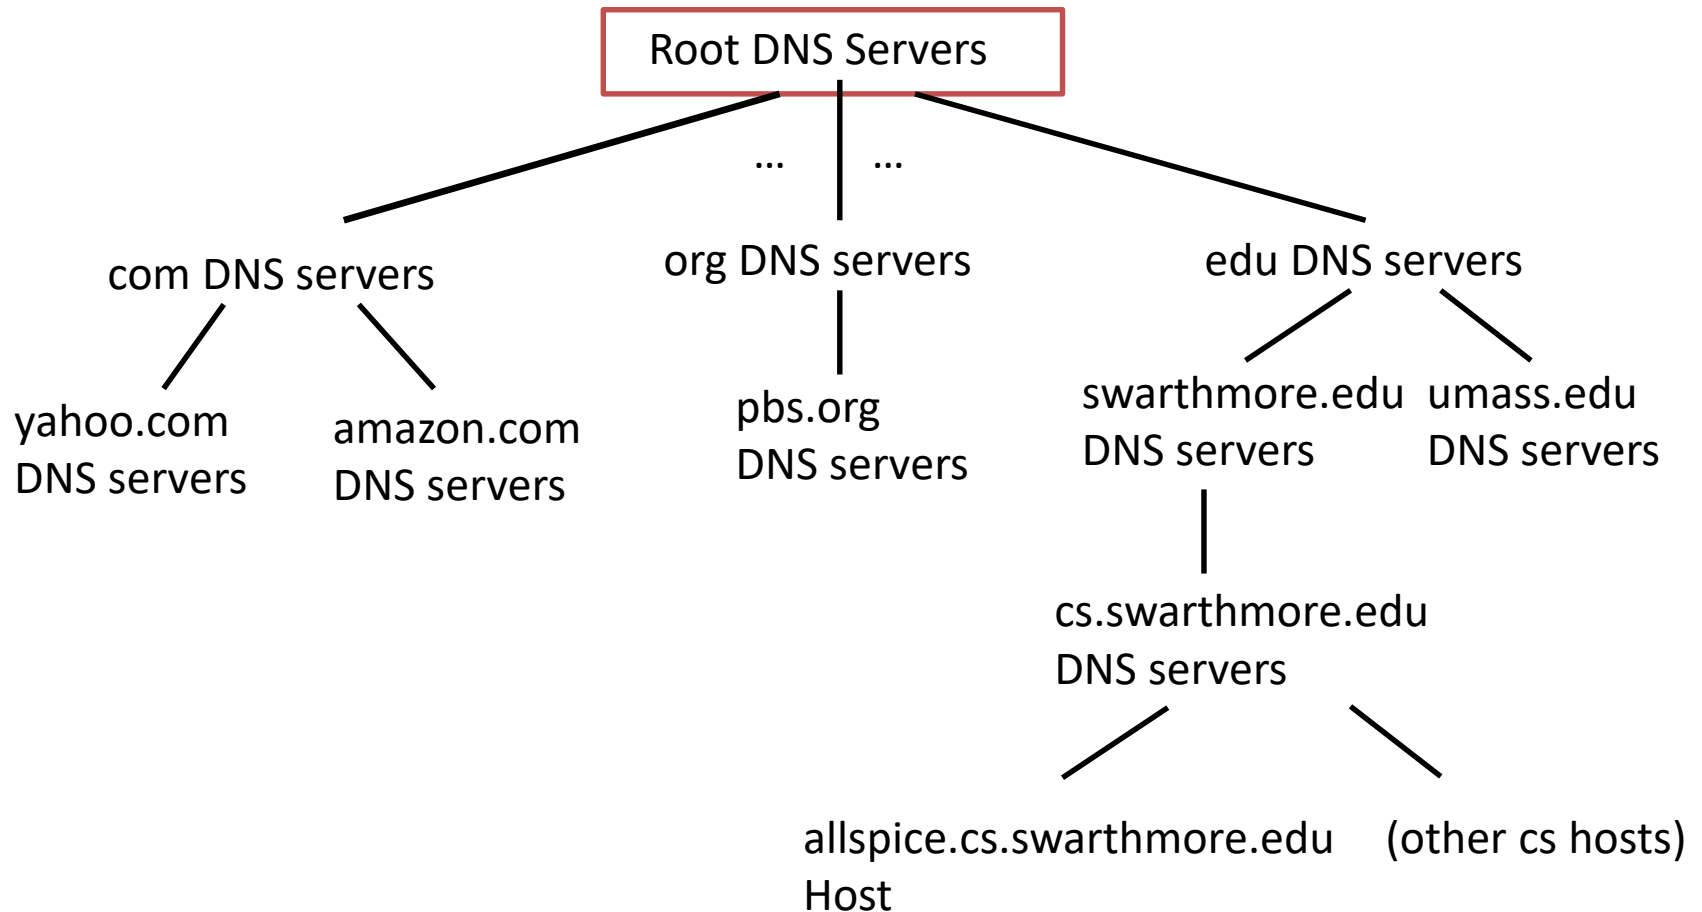 Root DNS Servers
... ...
com DNS servers
org DNS servers
edu DNS servers
yahoo.com
DNS servers
amazon.com
DNS servers
pbs.org
DNS servers
swarthmore.edu
DNS servers
umass.edu
DNS servers
cs.swarthmore.edu
DNS servers
allspice.cs.swarthmore.edu
Host
(other cs hosts)